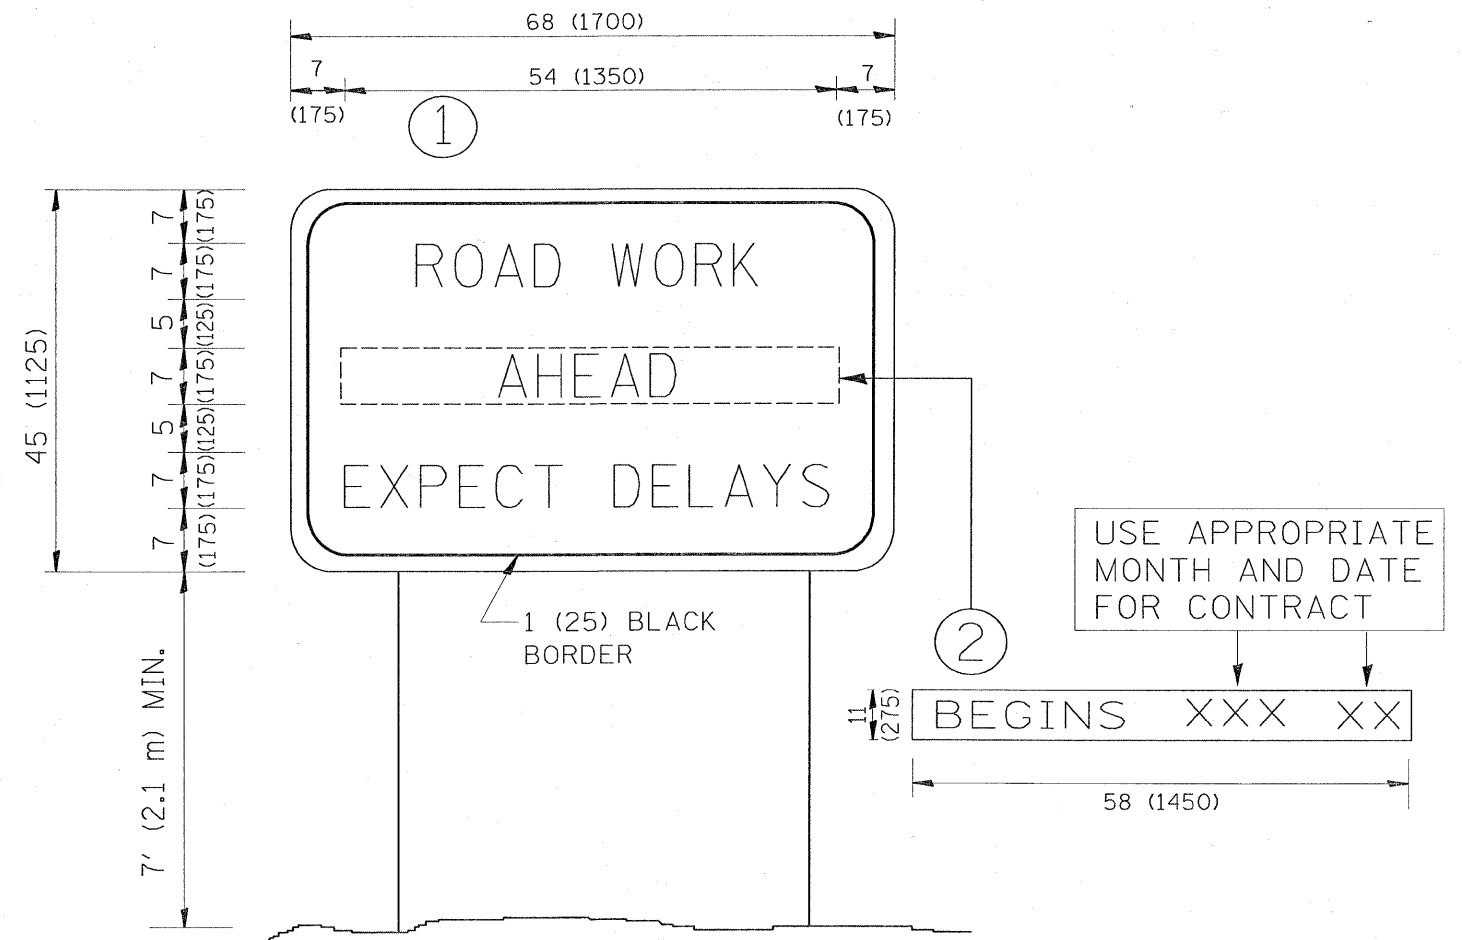 68 (1700)
7
54 (1350)
7
(175)
(175)
1
7
(175)
7
(175)
5
(125)
7
(175)
5
(125)
7
(175)
7
(175)
45 (1125)
ROAD WORK
AHEAD
EXPECT DELAYS
1 (25) BLACK
BORDER
7' (2.1 m) MIN.
2
USE APPROPRIATE
MONTH AND DATE
FOR CONTRACT
11
(275)
BEGINS XXX XX
58 (1450)